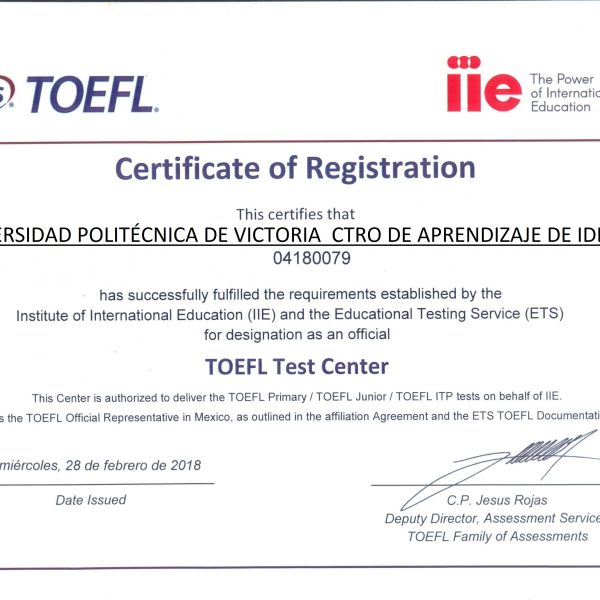 TOEFL.
iie
The Power
of Internatio
Education
Certificate of Registration
This certifies that
ERSIDAD POLITÉCNICA DE VICTORIA CTRO DE APRENDIZAJE DE IDI
04180079
has successfully fulfilled the requirements established by the
Institute of International Education (IIE) and the Educational Testing Service (ETS)
for designation as an official
TOEFL Test Center
This Center is authorized to deliver the TOEFL Primary / TOEFL Junior / TOEFL ITP tests on behalf of IIE.
s the TOEFL Official Representative in Mexico, as outlined in the affiliation Agreement and the ETS TOEFL Documentati
miércoles, 28 de febrero de 2018
Date Issued
C.P. Jesus Rojas
Deputy Director, Assessment Service
TOEFL Family of Assessments